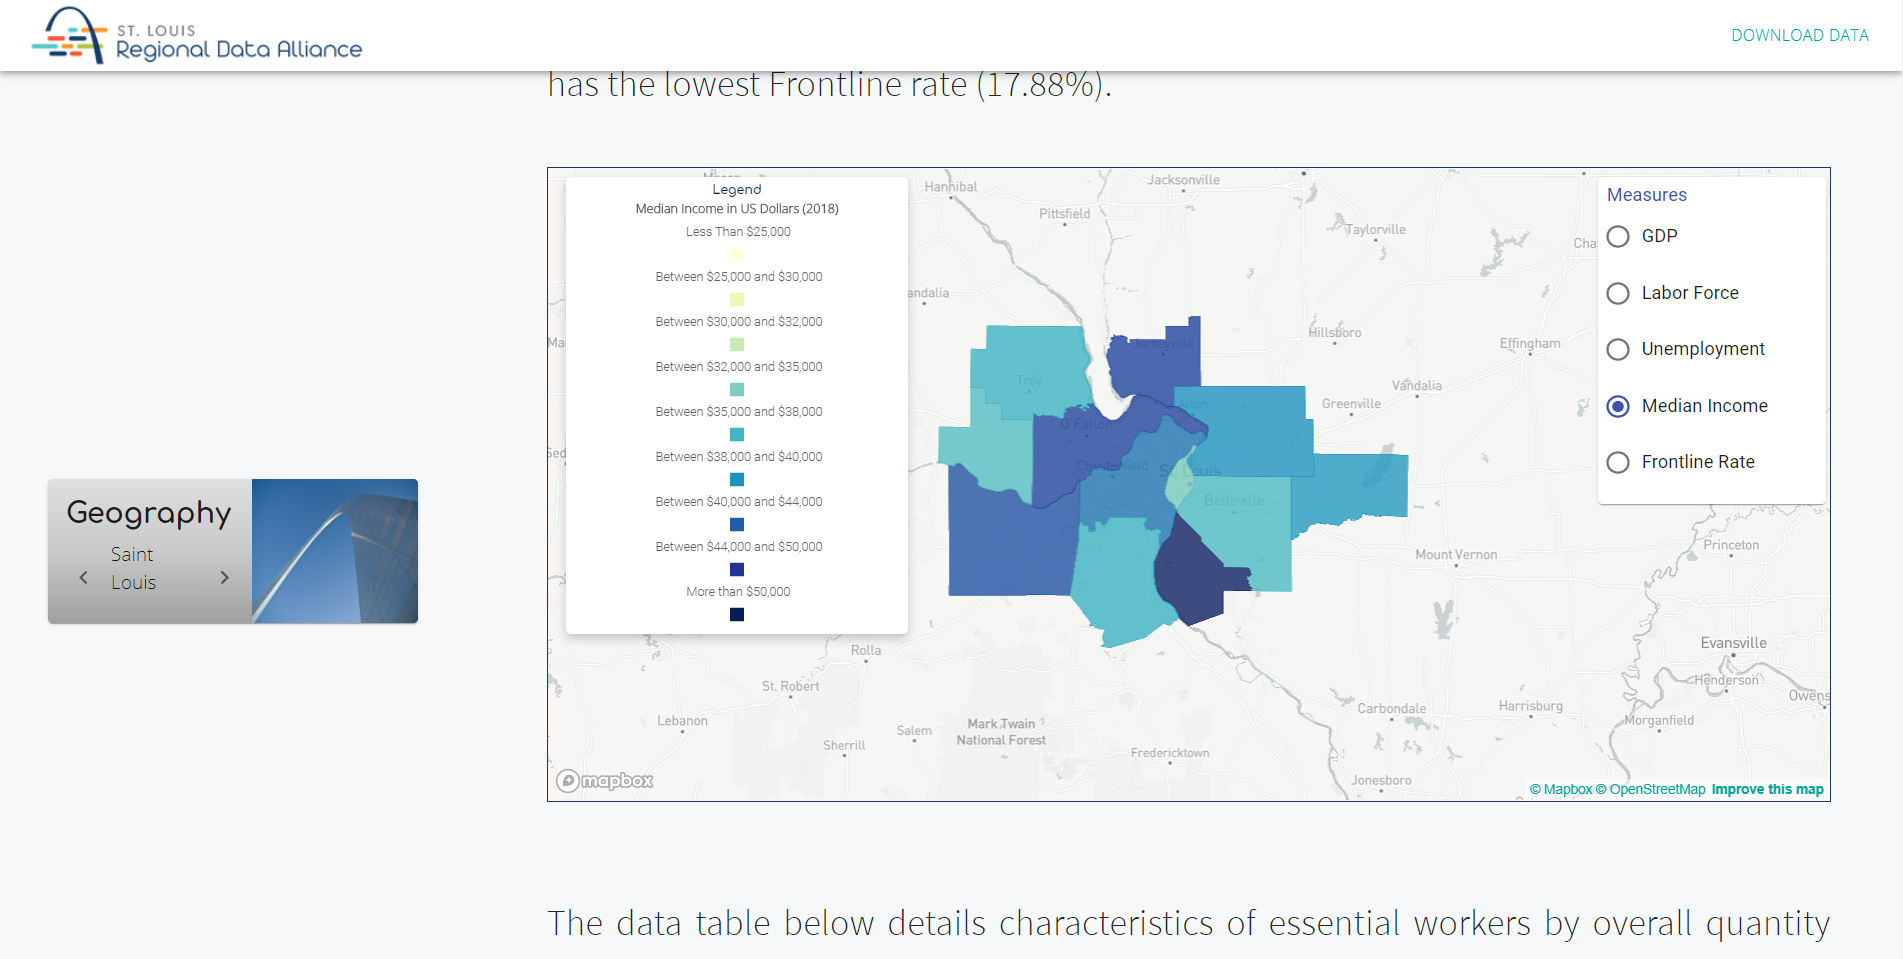 ST. LOUIS
Regional Data Alliance
DOWNLOAD DATA
has the lowest Frontline rate (17.88%).
Legend
Median Income in US Dollars (2018)
Less Than $25,000
Between $25,000 and $30,000
Between $30,000 and $32,000
Between $32,000 and $35,000
Between $35,000 and $38,000
Between $38,000 and $40,000
Between $40,000 and $44,000
Between $44,000 and $50,000
More than $50,000
Measures
GDP
Labor Force
Unemployment
Median Income
Frontline Rate
Geography
Saint
Louis
Hannibal
Jacksonville
Pittsfield
Taylorville
Cha
andalia
Hillsboro
Effingham
Ma
Jerseyville
Troy
Vandalia
Alton
Greenville
O'Fallon
Sed
Chesterfield
St. Louis
Belleville
Mount Vernon
Princeton
Evansville
Rolla
Henderson
St. Robert
Owens
Carbondale
Harrisburg
Lebanon
Morganfield
Mark Twain
National Forest
Salem
Sherrill
Fredericktown
Jonesboro
mapbox
© Mapbox © OpenStreetMap Improve this map
The data table below details characteristics of essential workers by overall quantity